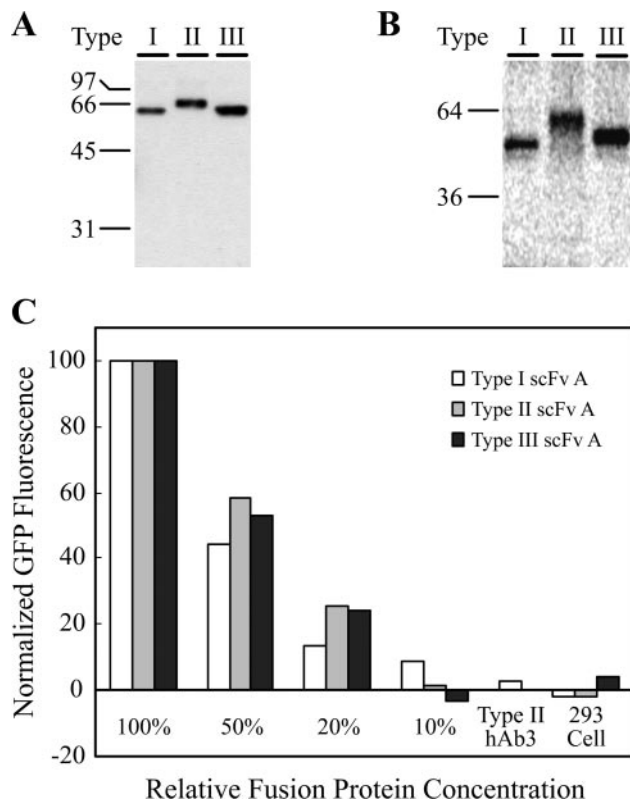 A
B
Type I II III
Type I II III
97
66
45
31
64
36
C
Normalized GFP Fluorescence
100
80
60
40
20
0
-20
Type I scFv A
Type II scFv A
Type III scFv A
100% 50% 20% 10% Type II 293
hAb3 Cell
Relative Fusion Protein Concentration